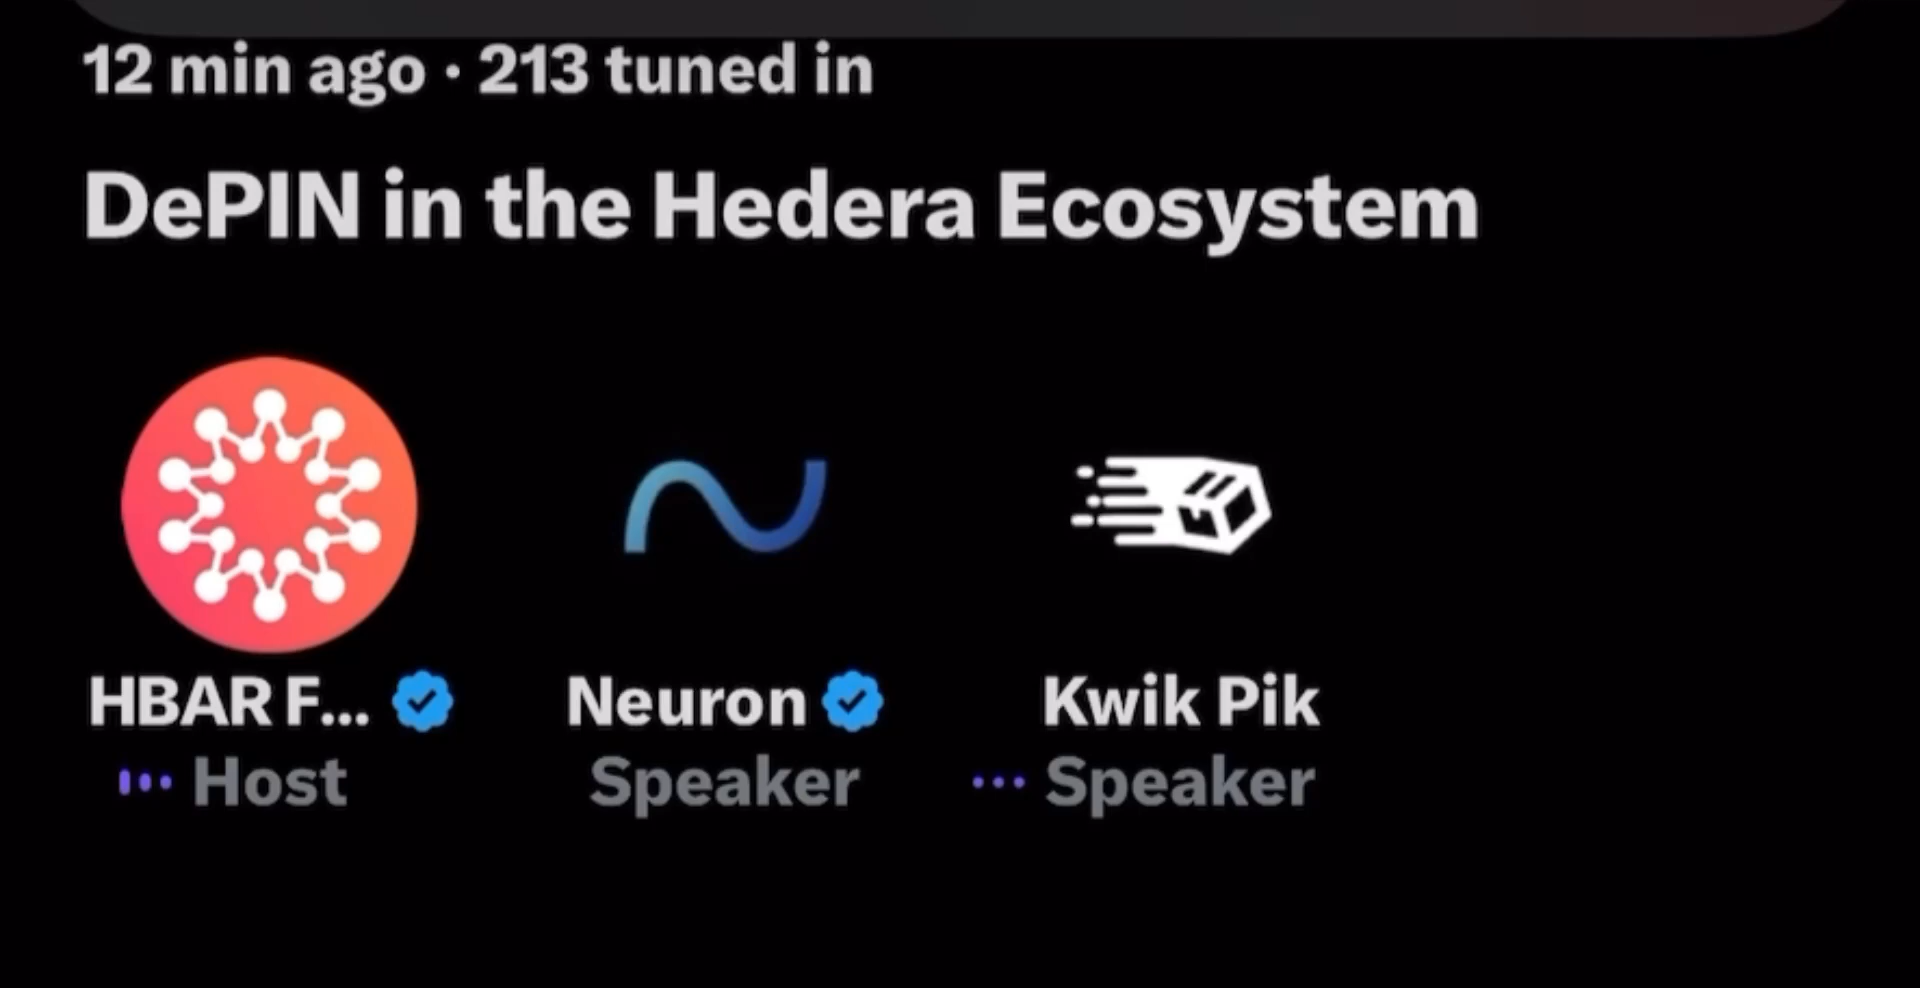 12 min ago · 213 tuned in
DePIN in the Hedera Ecosystem
HBAR F... Neuron Kwik Pik
Host Speaker Speaker